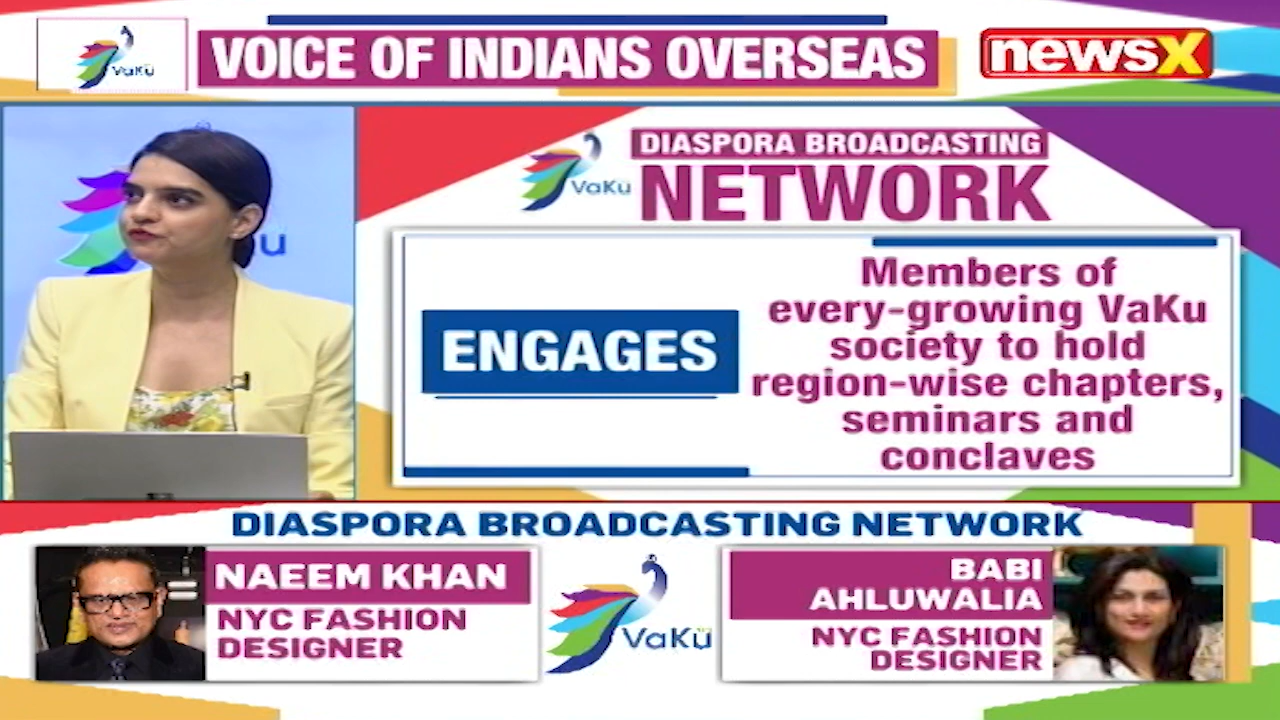 VaKu
VOICE OF INDIANS OVERSEAS
newsX
VaKu
DIASPORA BROADCASTING
NETWORK
ENGAGES
Members of
every-growing VaKu
society to hold
region-wise chapters,
seminars and
conclaves
DIASPORA BROADCASTING NETWORK
NAEEM KHAN
NYC FASHION
DESIGNER
VaKu
BABI
AHLUWALIA
NYC FASHION
DESIGNER